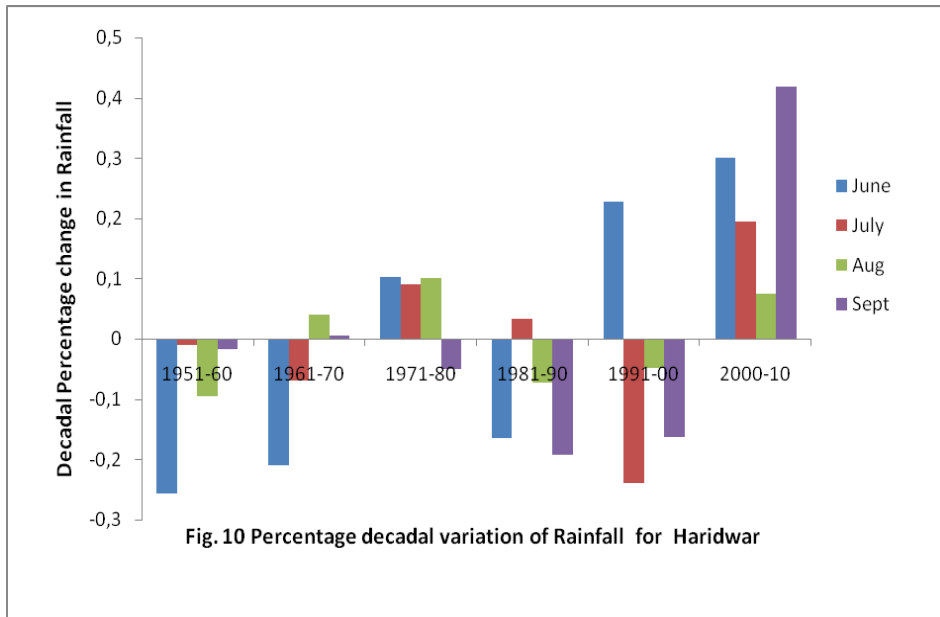 Decadal Percentage change in Rainfall
0,5
0,4
0,3
0,2
0,1
0
-0,1
-0,2
-0,3
1951-60 1961-70 1971-80 1981-90 1991-00 2000-10
June
July
Aug
Sept
Fig. 10 Percentage decadal variation of Rainfall for Haridwar